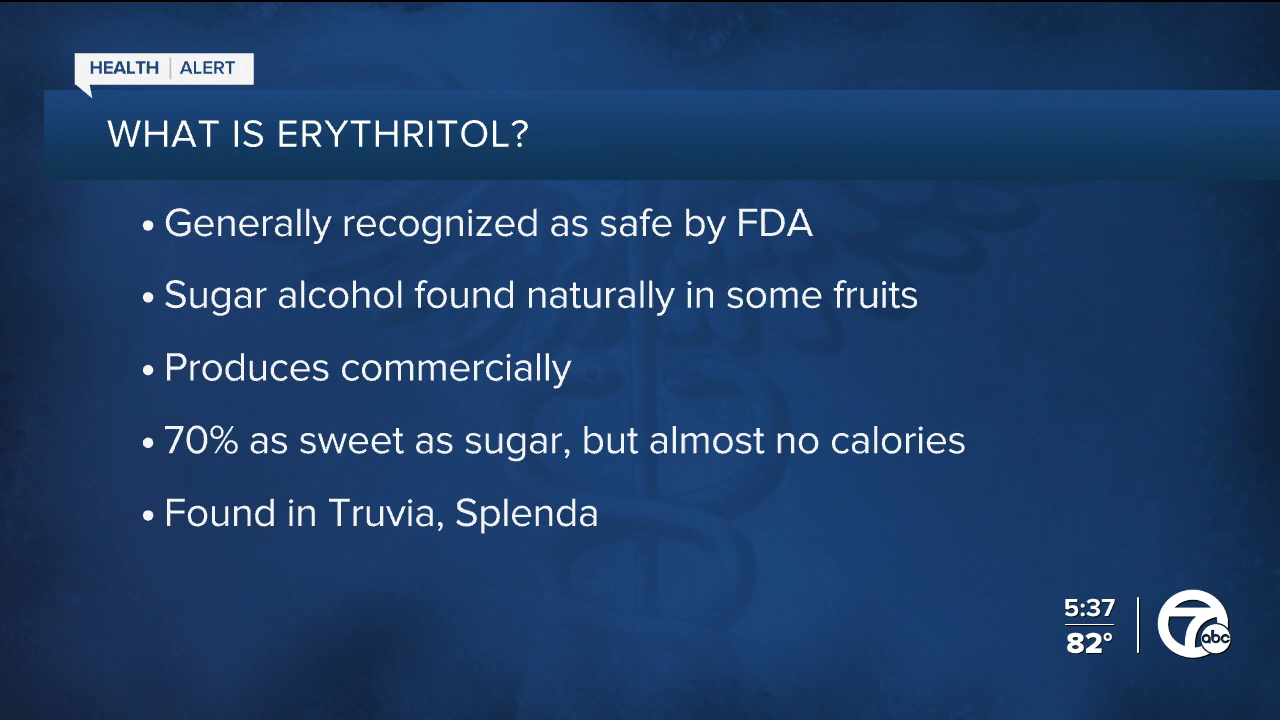 HEALTH | ALERT
WHAT IS ERYTHRITOL?
• Generally recognized as safe by FDA
• Sugar alcohol found naturally in some fruits
• Produces commercially
• 70% as sweet as sugar, but almost no calories
• Found in Truvia, Splenda
5:37
82°
7 abc